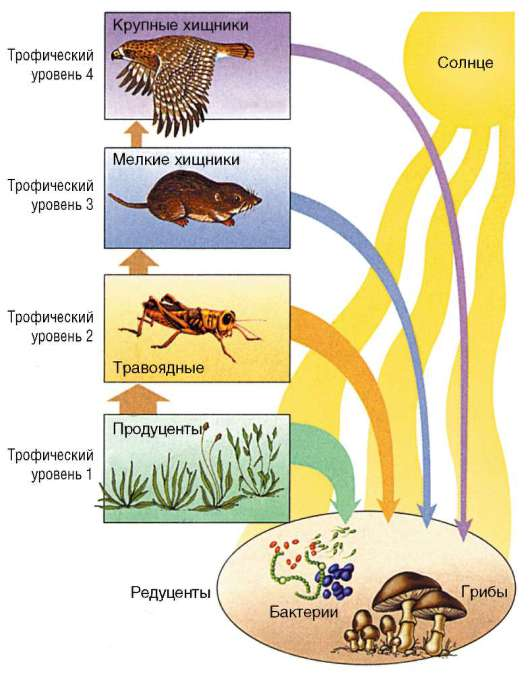 Крупные хищники
Трофический
уровень 4
Солнце
Мелкие хищники
Трофический
уровень 3
Трофический
уровень 2
Травоядные
Продуценты
Трофический
уровень 1
Редуценты
Бактерии
Грибы